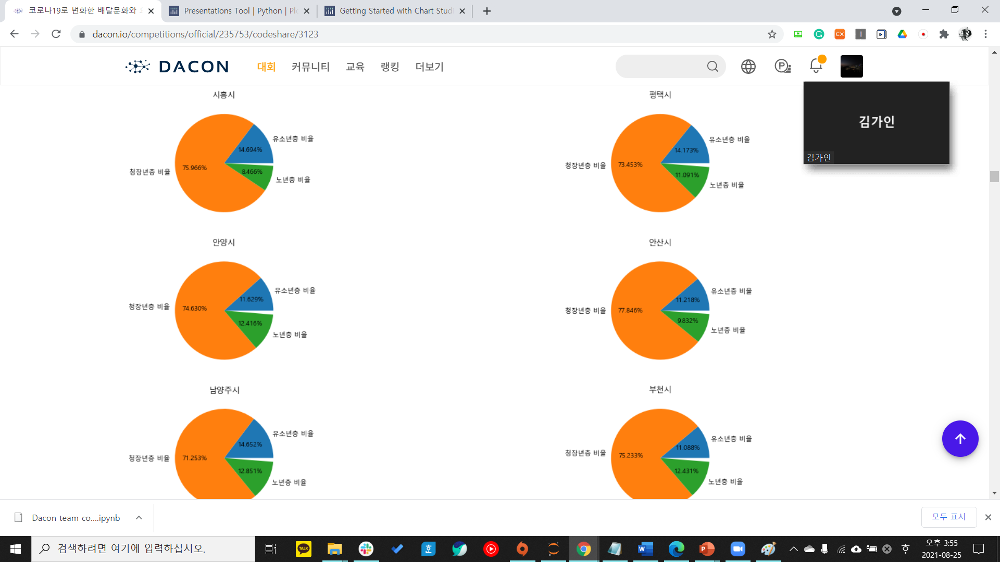 코로나19로 변화한 배달문화와
Presentations Tool | Python | Plo
Getting Started with Chart Stud
dacon.io/competitions/official/235753/codeshare/3123
DACON
대회 커뮤니티 교육 랭킹 더보기
김가인
김가인
시흥시
유소년층 비율
14.694%
청장년층 비율
75.966%
8.466%
노년층 비율
평택시
유소년층 비율
14.173%
청장년층 비율
73.453%
11.091%
노년층 비율
안양시
유소년층 비율
11.629%
청장년층 비율
74.630%
12.416%
노년층 비율
안산시
유소년층 비율
11.218%
청장년층 비율
77.846%
9.832%
노년층 비율
남양주시
유소년층 비율
14.652%
청장년층 비율
71.253%
12.851%
노년층 비율
부천시
유소년층 비율
11.088%
청장년층 비율
75.233%
12.431%
노년층 비율
Dacon team co....ipynb
모두 표시
검색하려면 여기에 입력하십시오.
TALK
오후 3:55
2021-08-25